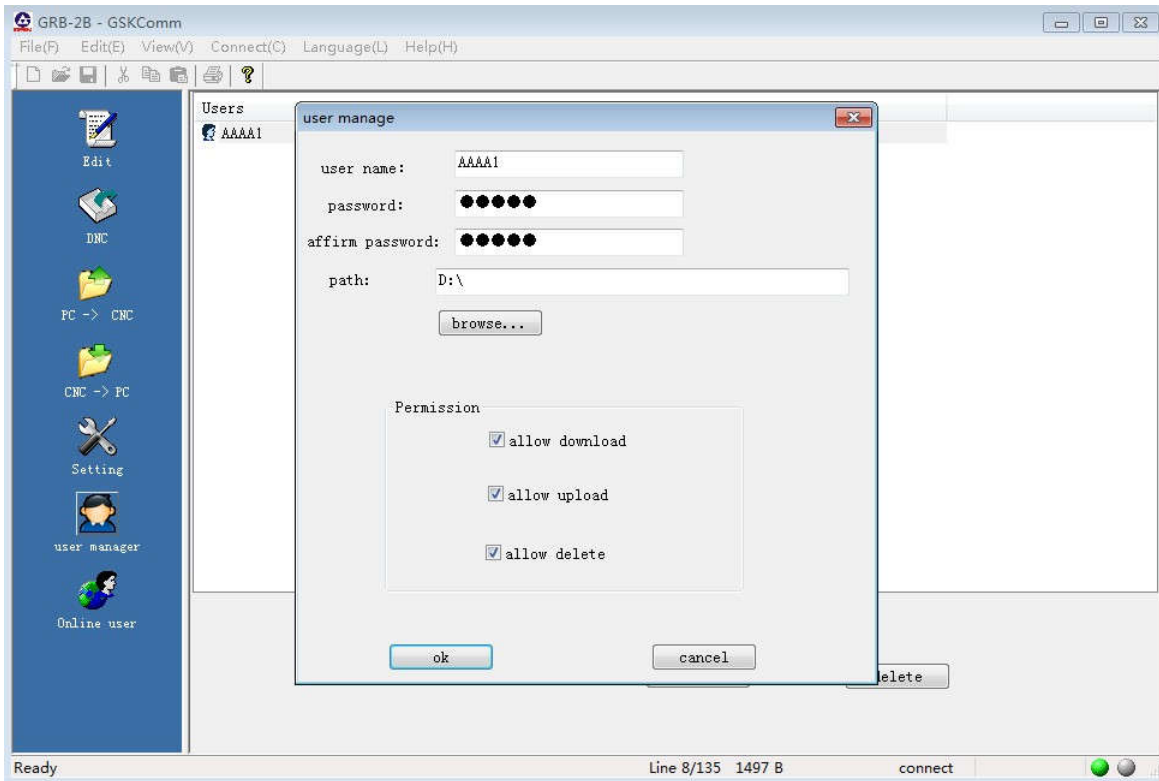 GRB-2B - GSKComm
File(F) Edit(E) View(V) Connect(C) Language(L) Help(H)
Edit
DNC
PC -> CNC
CNC -> PC
Setting
user manager
Online user
Users
AAAA1
user manage
user name: AAAA1
password: ●●●●●
affirm password: ●●●●●
path: D:\
browse...
Permission
allow download
allow upload
allow delete
ok cancel
Ready Line 8/135 1497 B connect